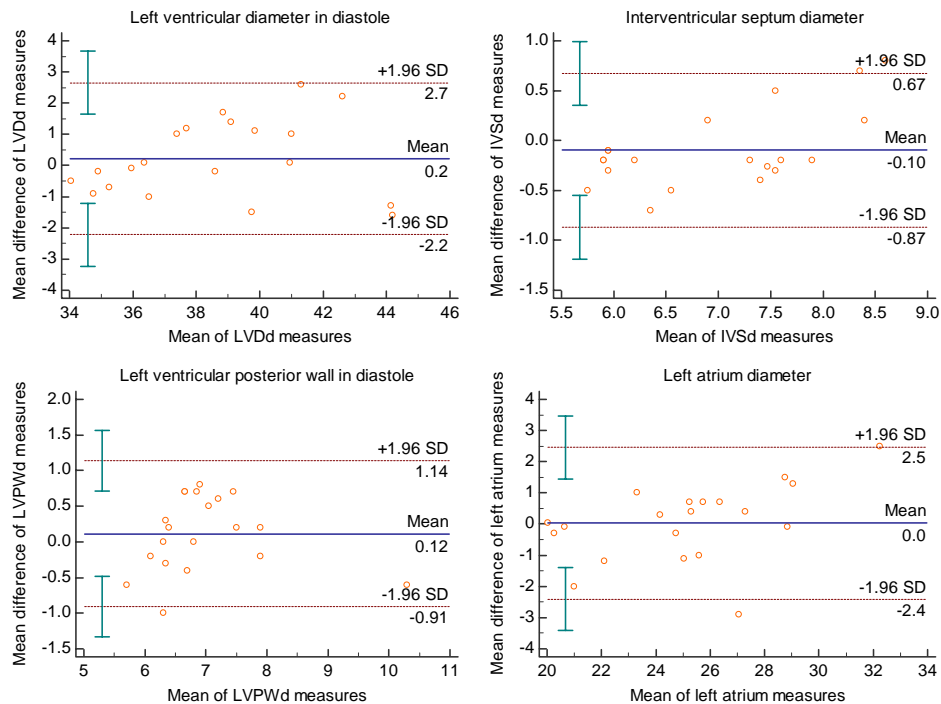 Left ventricular diameter in diastole
Mean difference of LVDd measures
4
3
2
1
0
-1
-2
-3
-4
+1.96 SD
2.7
Mean
0.2
-1.96 SD
-2.2
34 36 38 40 42 44 46
Mean of LVDd measures
Interventricular septum diameter
Mean difference of IVSd measures
1.0
0.5
0.0
-0.5
-1.0
-1.5
+1.96 SD
0.67
Mean
-0.10
-1.96 SD
-0.87
5.5 6.0 6.5 7.0 7.5 8.0 8.5 9.0
Mean of IVSd measures
Left ventricular posterior wall in diastole
Mean difference of LVPWd measures
2.0
1.5
1.0
0.5
0.0
-0.5
-1.0
-1.5
+1.96 SD
1.14
Mean
0.12
-1.96 SD
-0.91
5 6 7 8 9 10 11
Mean of LVPWd measures
Left atrium diameter
Mean difference of left atrium measures
4
3
2
1
0
-1
-2
-3
-4
+1.96 SD
2.5
Mean
0.0
-1.96 SD
-2.4
20 22 24 26 28 30 32 34
Mean of left atrium measures